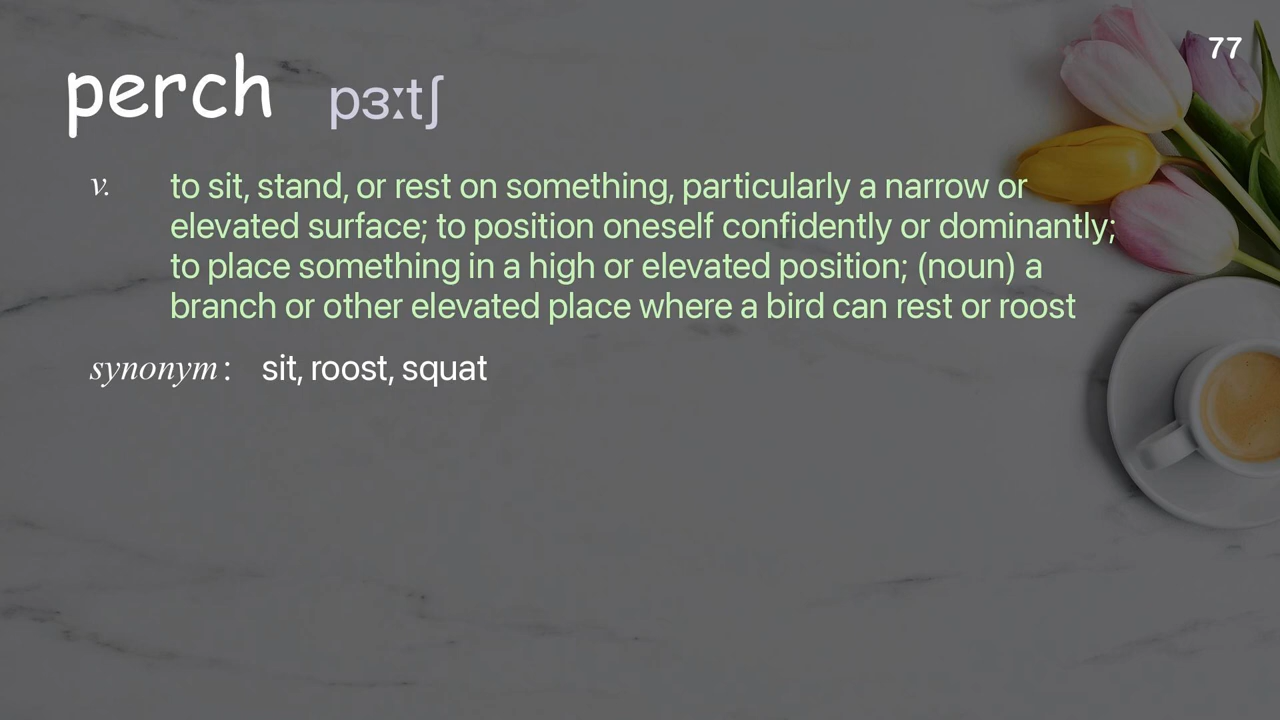 77
perch pɜːtʃ
v. to sit, stand, or rest on something, particularly a narrow or
elevated surface; to position oneself confidently or dominantly;
to place something in a high or elevated position; (noun) a
branch or other elevated place where a bird can rest or roost
synonym : sit, roost, squat